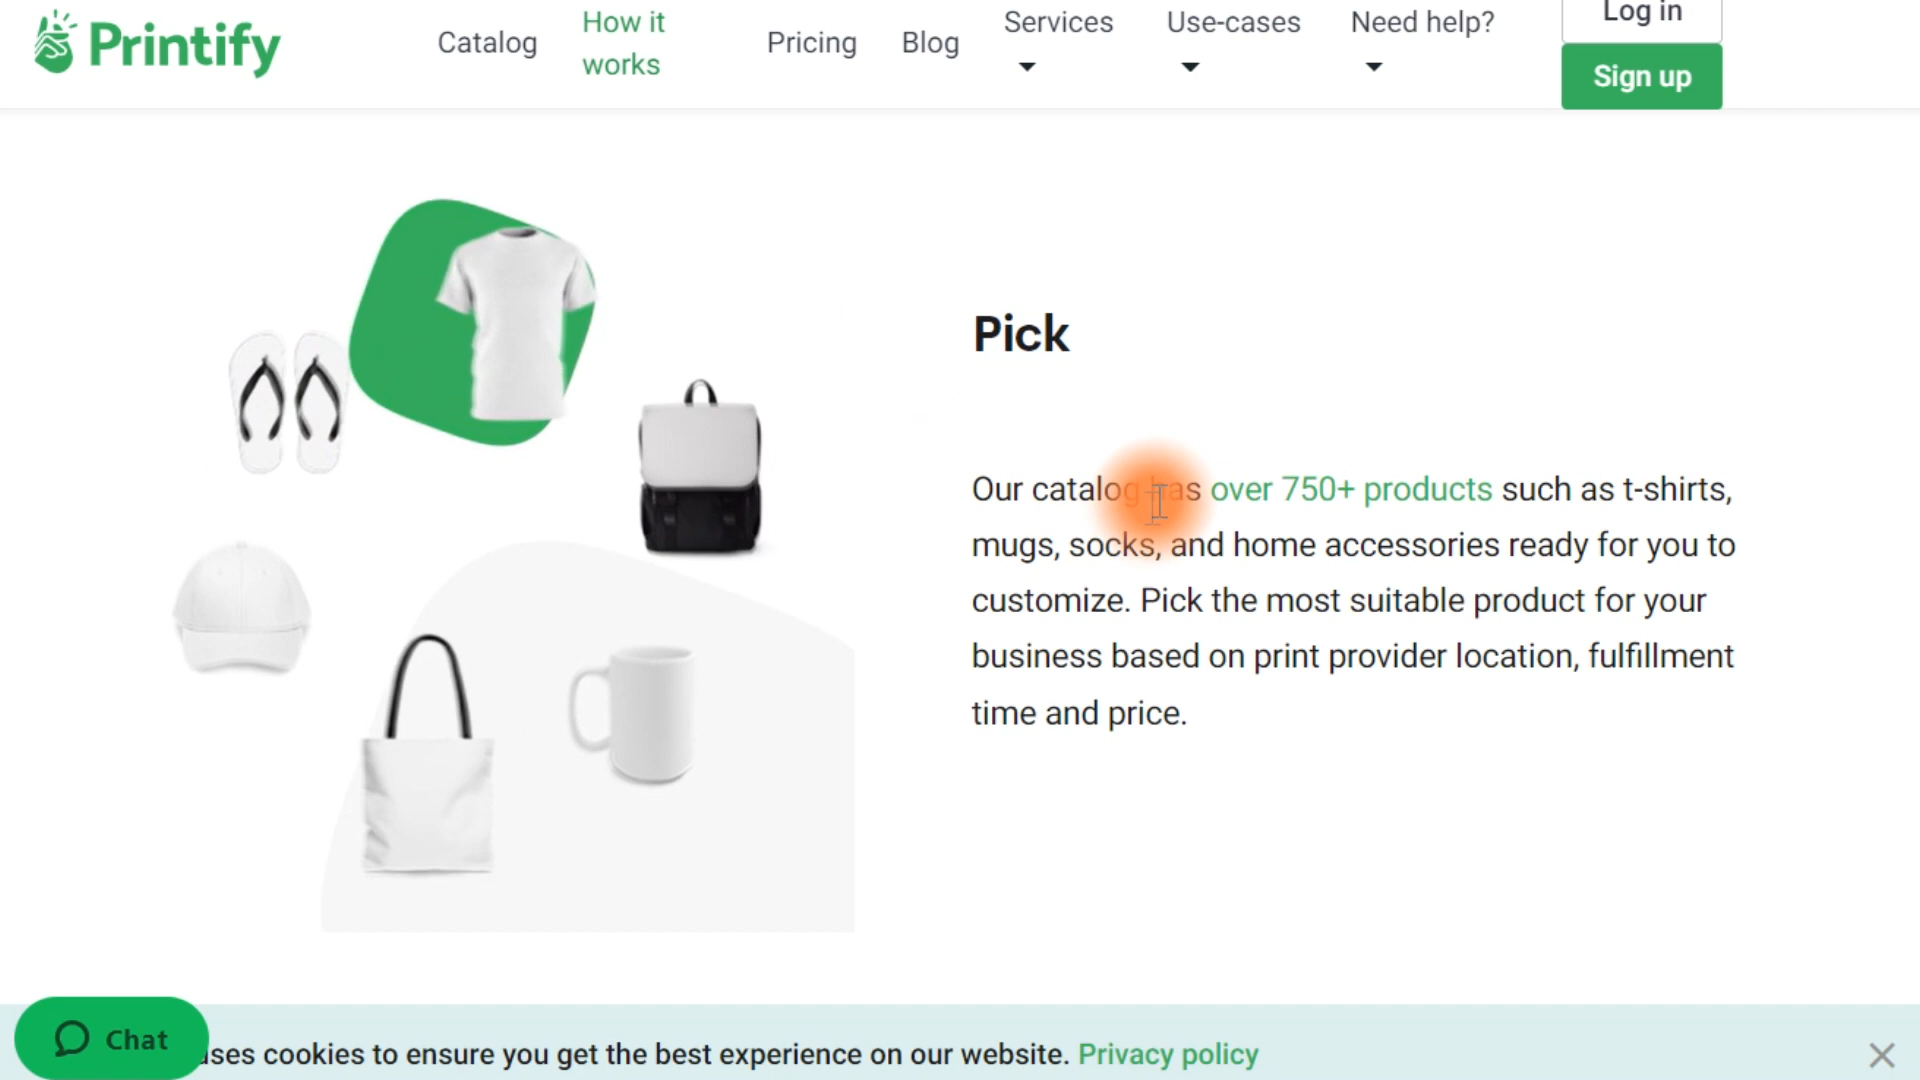 Printify
Catalog
How it
works
Pricing
Blog
Services
Use-cases
Need help?
Log in
Sign up
Pick
Our catalog has over 750+ products such as t-shirts,
mugs, socks, and home accessories ready for you to
customize. Pick the most suitable product for your
business based on print provider location, fulfillment
time and price.
Chat
uses cookies to ensure you get the best experience on our website. Privacy policy